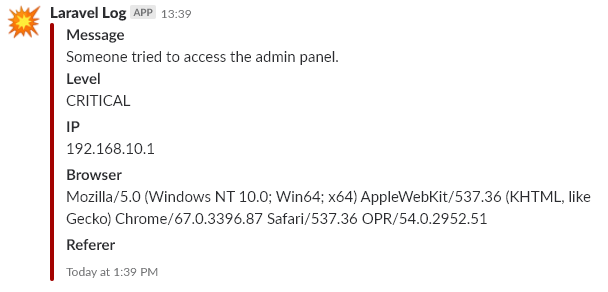 Laravel Log APP 13:39
Message
Someone tried to access the admin panel.
Level
CRITICAL
IP
192.168.10.1
Browser
Mozilla/5.0 (Windows NT 10.0; Win64; x64) AppleWebKit/537.36 (KHTML, like
Gecko) Chrome/67.0.3396.87 Safari/537.36 OPR/54.0.2952.51
Referer
Today at 1:39 PM